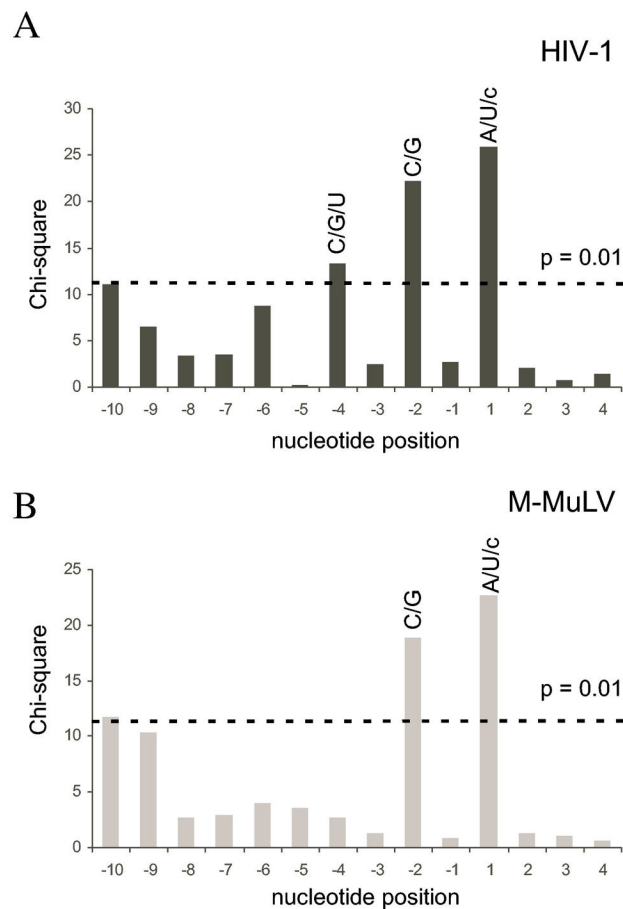 A
HIV-1
Chi-square
30
25
20
15
10
5
0
C/G/U
C/G
A/U/c
p = 0.01
-10 -9 -8 -7 -6 -5 -4 -3 -2 -1 1 2 3 4
nucleotide position
B
M-MuLV
Chi-square
25
20
15
10
5
0
C/G
A/U/c
p = 0.01
-10 -9 -8 -7 -6 -5 -4 -3 -2 -1 1 2 3 4
nucleotide position